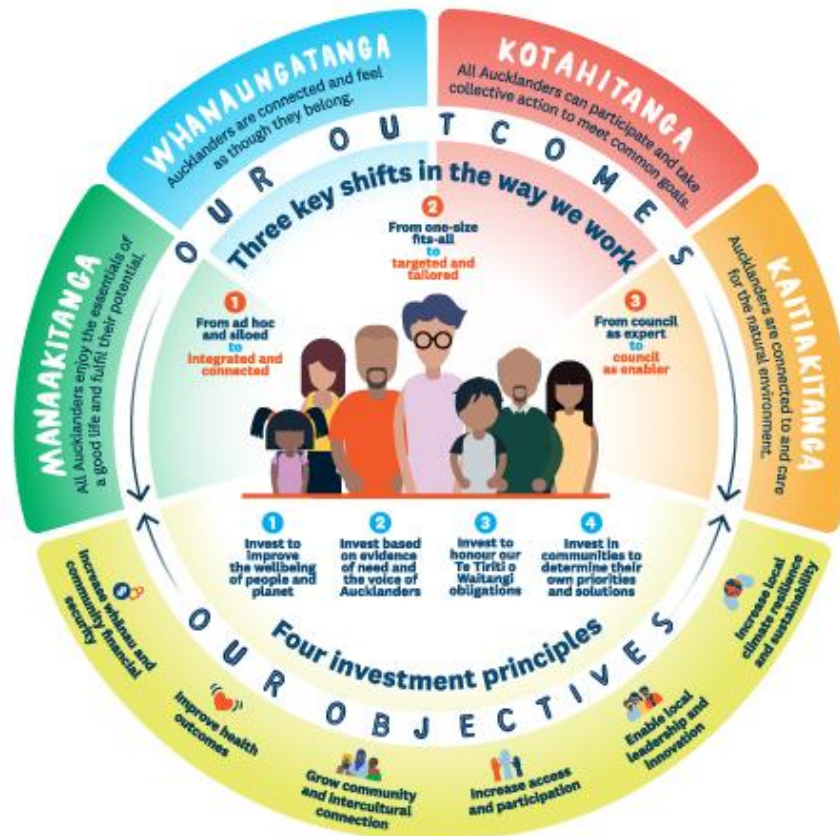 MANAAKITANGA
All Aucklanders enjoy the essentials of
a good life and fulfil their potential.
WHANAUNGATANGA
Aucklanders are connected and feel
as though they belong.
KOTAHITANGA
All Aucklanders can participate and take
collective action to meet common goals.
KAITIAKITANGA
Aucklanders are connected to and care
for the natural environment.
OUR OUTCOMES
Three key shifts in the way we work
1
From ad hoc
and siloed
to
integrated and
connected
2
From one-size
fits-all
to
targeted and
tailored
3
From council
as expert
to
council
as enabler
1
Invest to
improve
the wellbeing
of people and
planet
2
Invest based
on evidence
of need and
the voice of
Aucklanders
3
Invest to
honour our
Te Tiriti o
Waitangi
obligations
4
Invest in
communities to
determine their
own priorities
and solutions
Four investment principles
OUR OBJECTIVES
Increase whānau and
community financial
security
Improve health
outcomes
Grow community
and intercultural
connection
Increase access
and participation
Enable local
leadership and
innovation
Increase local
climate resilience
and sustainability